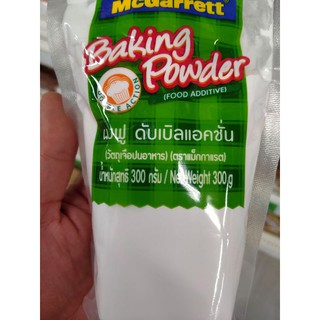 McGarrett
Baking
Powder
(FOOD ADDITIVE)
DOUBLE ACTION
ผงฟู ดับเบิลแอคชั่น
(วัตถุเจือปนอาหาร) (ตราแม็กกาแรต)
น้ำหนักสุทธิ 300 กรัม / Net Weight 300 g